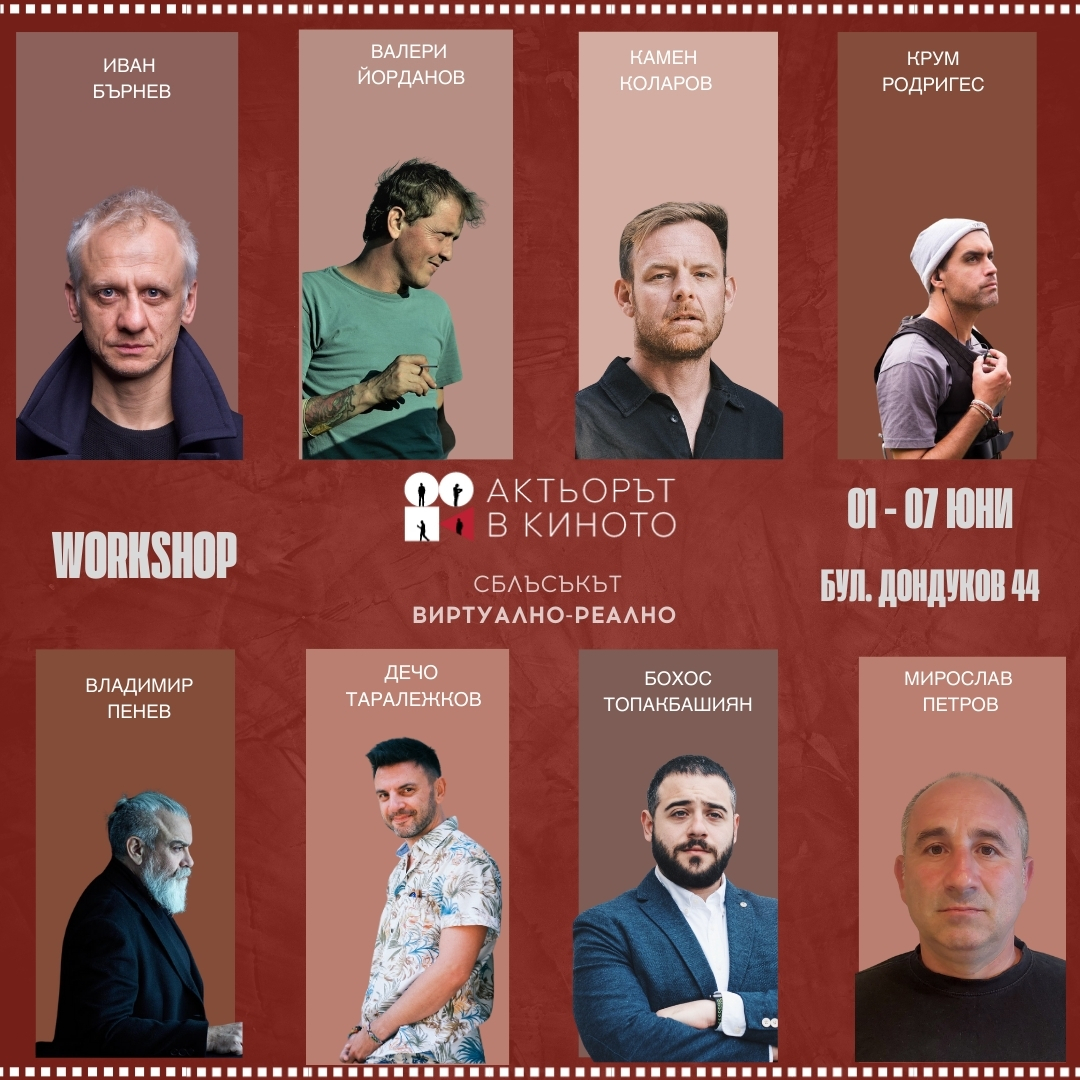 ИВАН
БЪРНЕВ
ВАЛЕРИ
ЙОРДАНОВ
КАМЕН
КОЛАРОВ
КРУМ
РОДРИГЕС
WORKSHOP
АКТЬОРЪТ
В КИНОТО
СБЛЪСЪКЪТ
ВИРТУАЛНО-РЕАЛНО
01 - 07 ЮНИ
БУЛ. ДОНДУКОВ 44
ВЛАДИМИР
ПЕНЕВ
ДЕЧО
ТАРАЛЕЖКОВ
БОХОС
ТОПАКБАШИЯН
МИРОСЛАВ
ПЕТРОВ